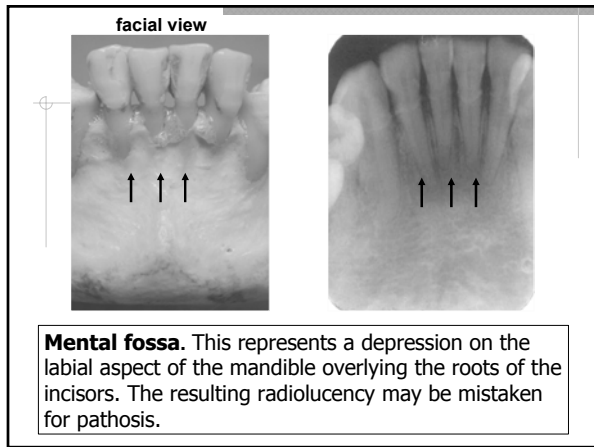 facial view
Mental fossa. This represents a depression on the
labial aspect of the mandible overlying the roots of the
incisors. The resulting radiolucency may be mistaken
for pathosis.